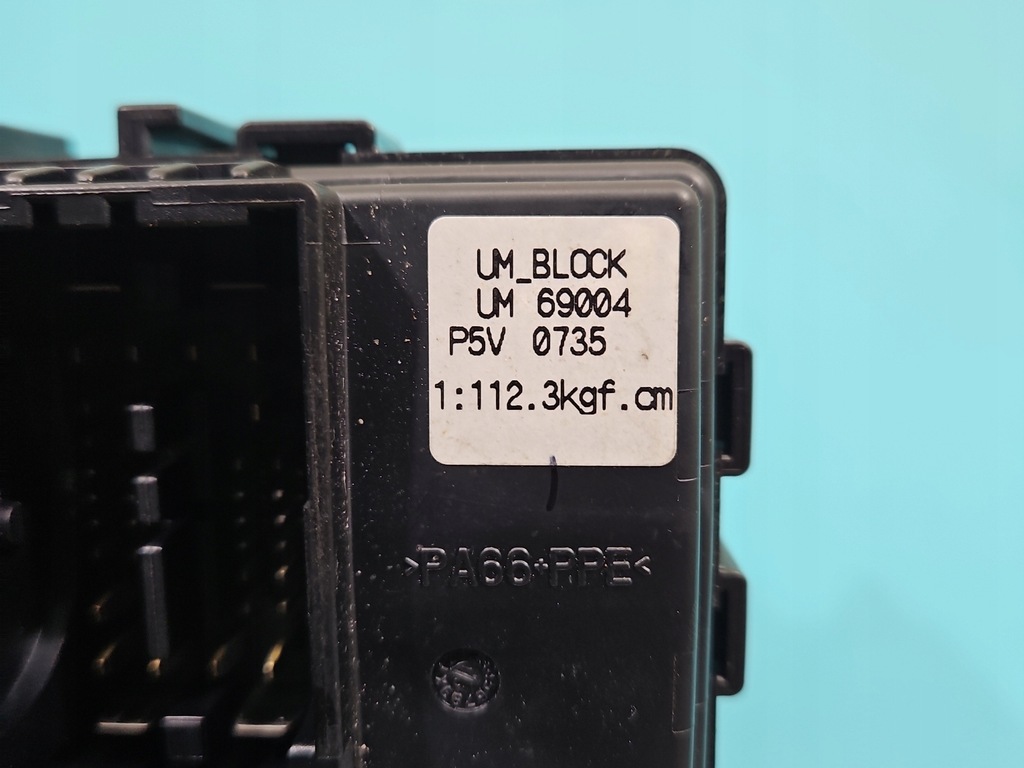 UM_BLOCK
UM 69004
P5V 0735
1:112.3kgf.cm
>PA66+PPE<